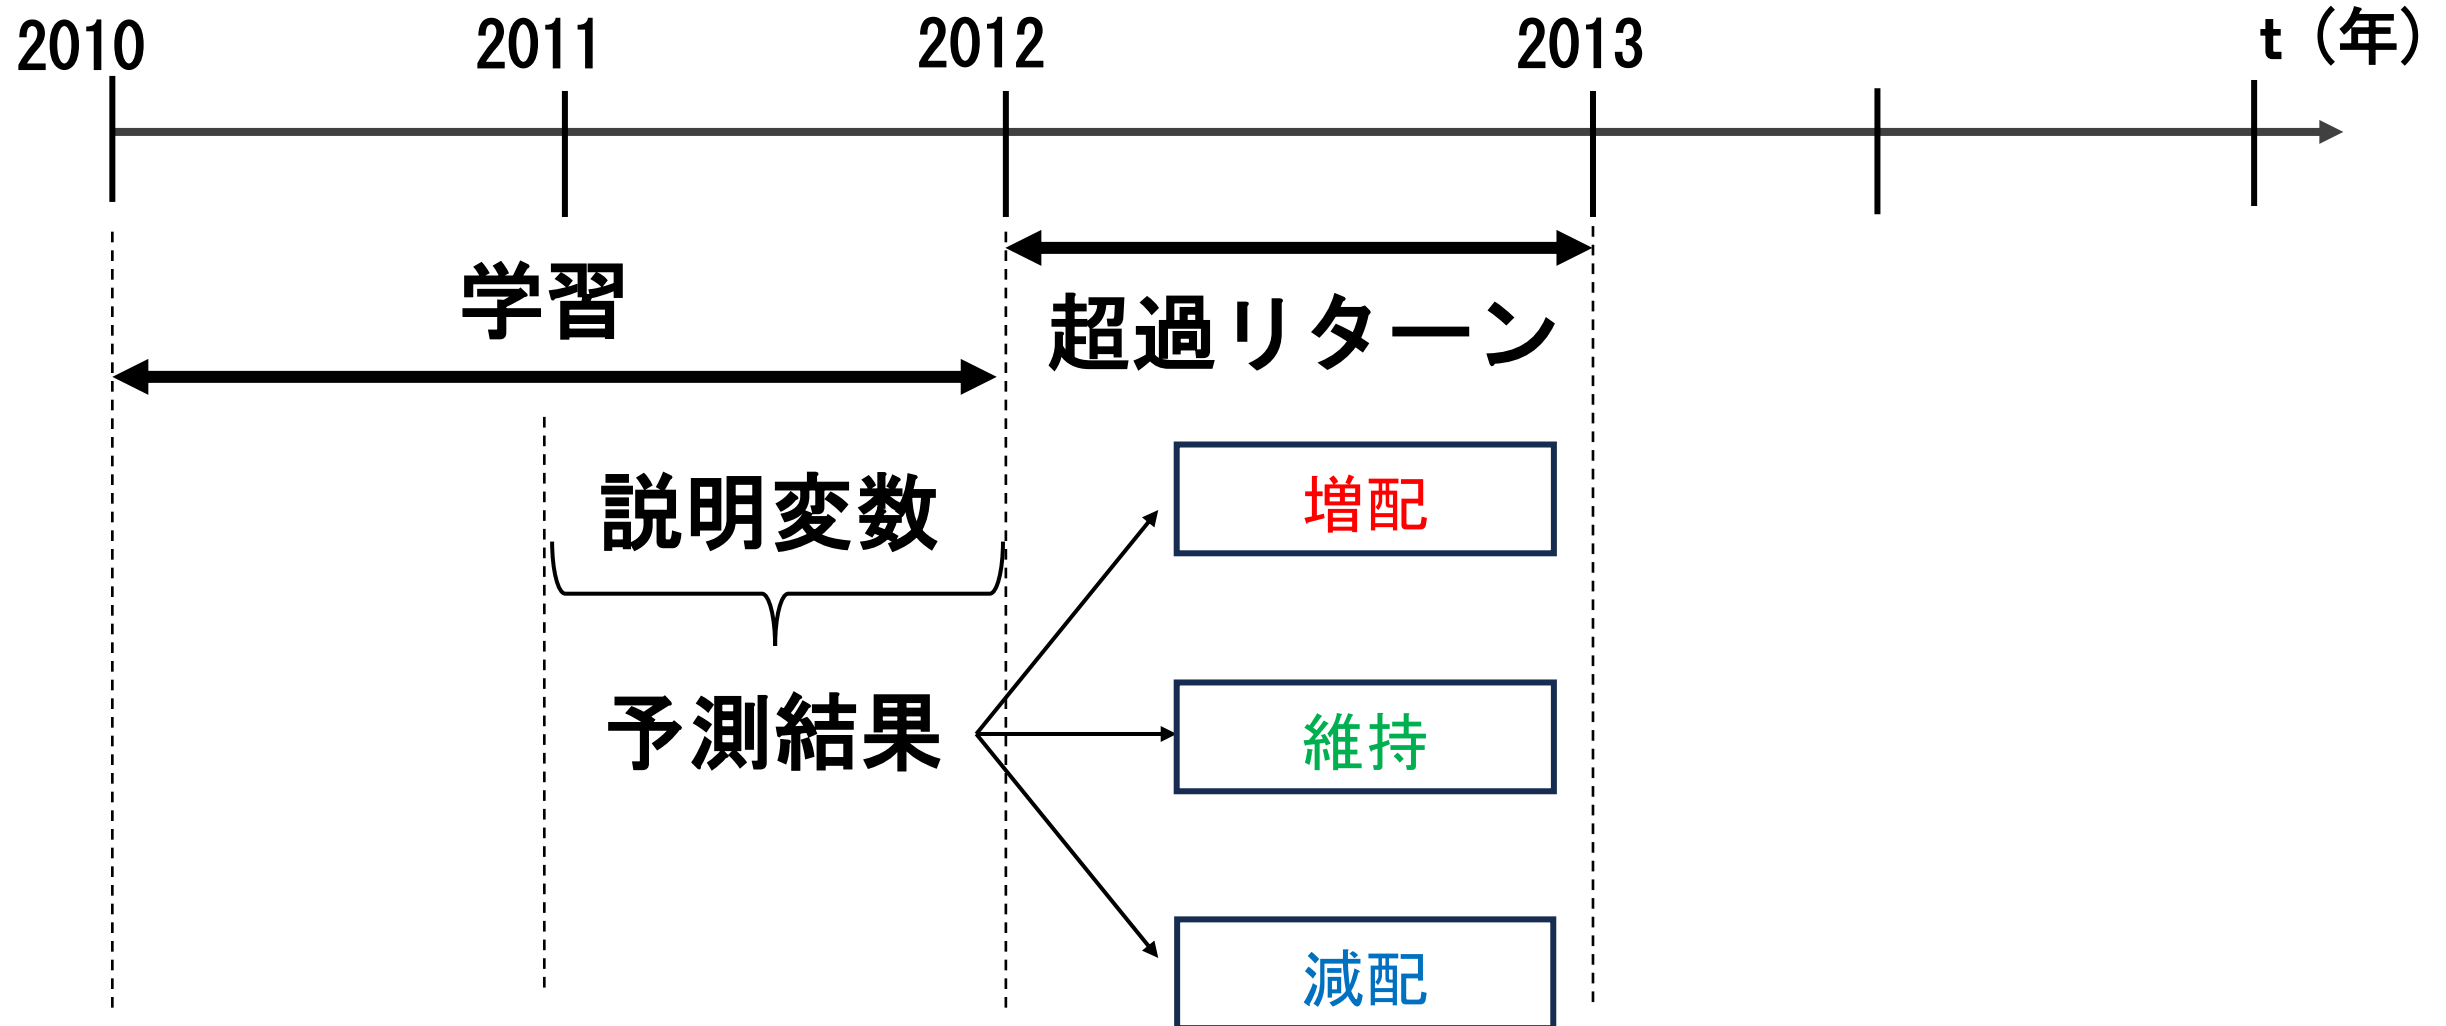 2010
2011
2012
2013
t（年）
学習
超過リターン
説明変数
増配
予測結果
維持
減配